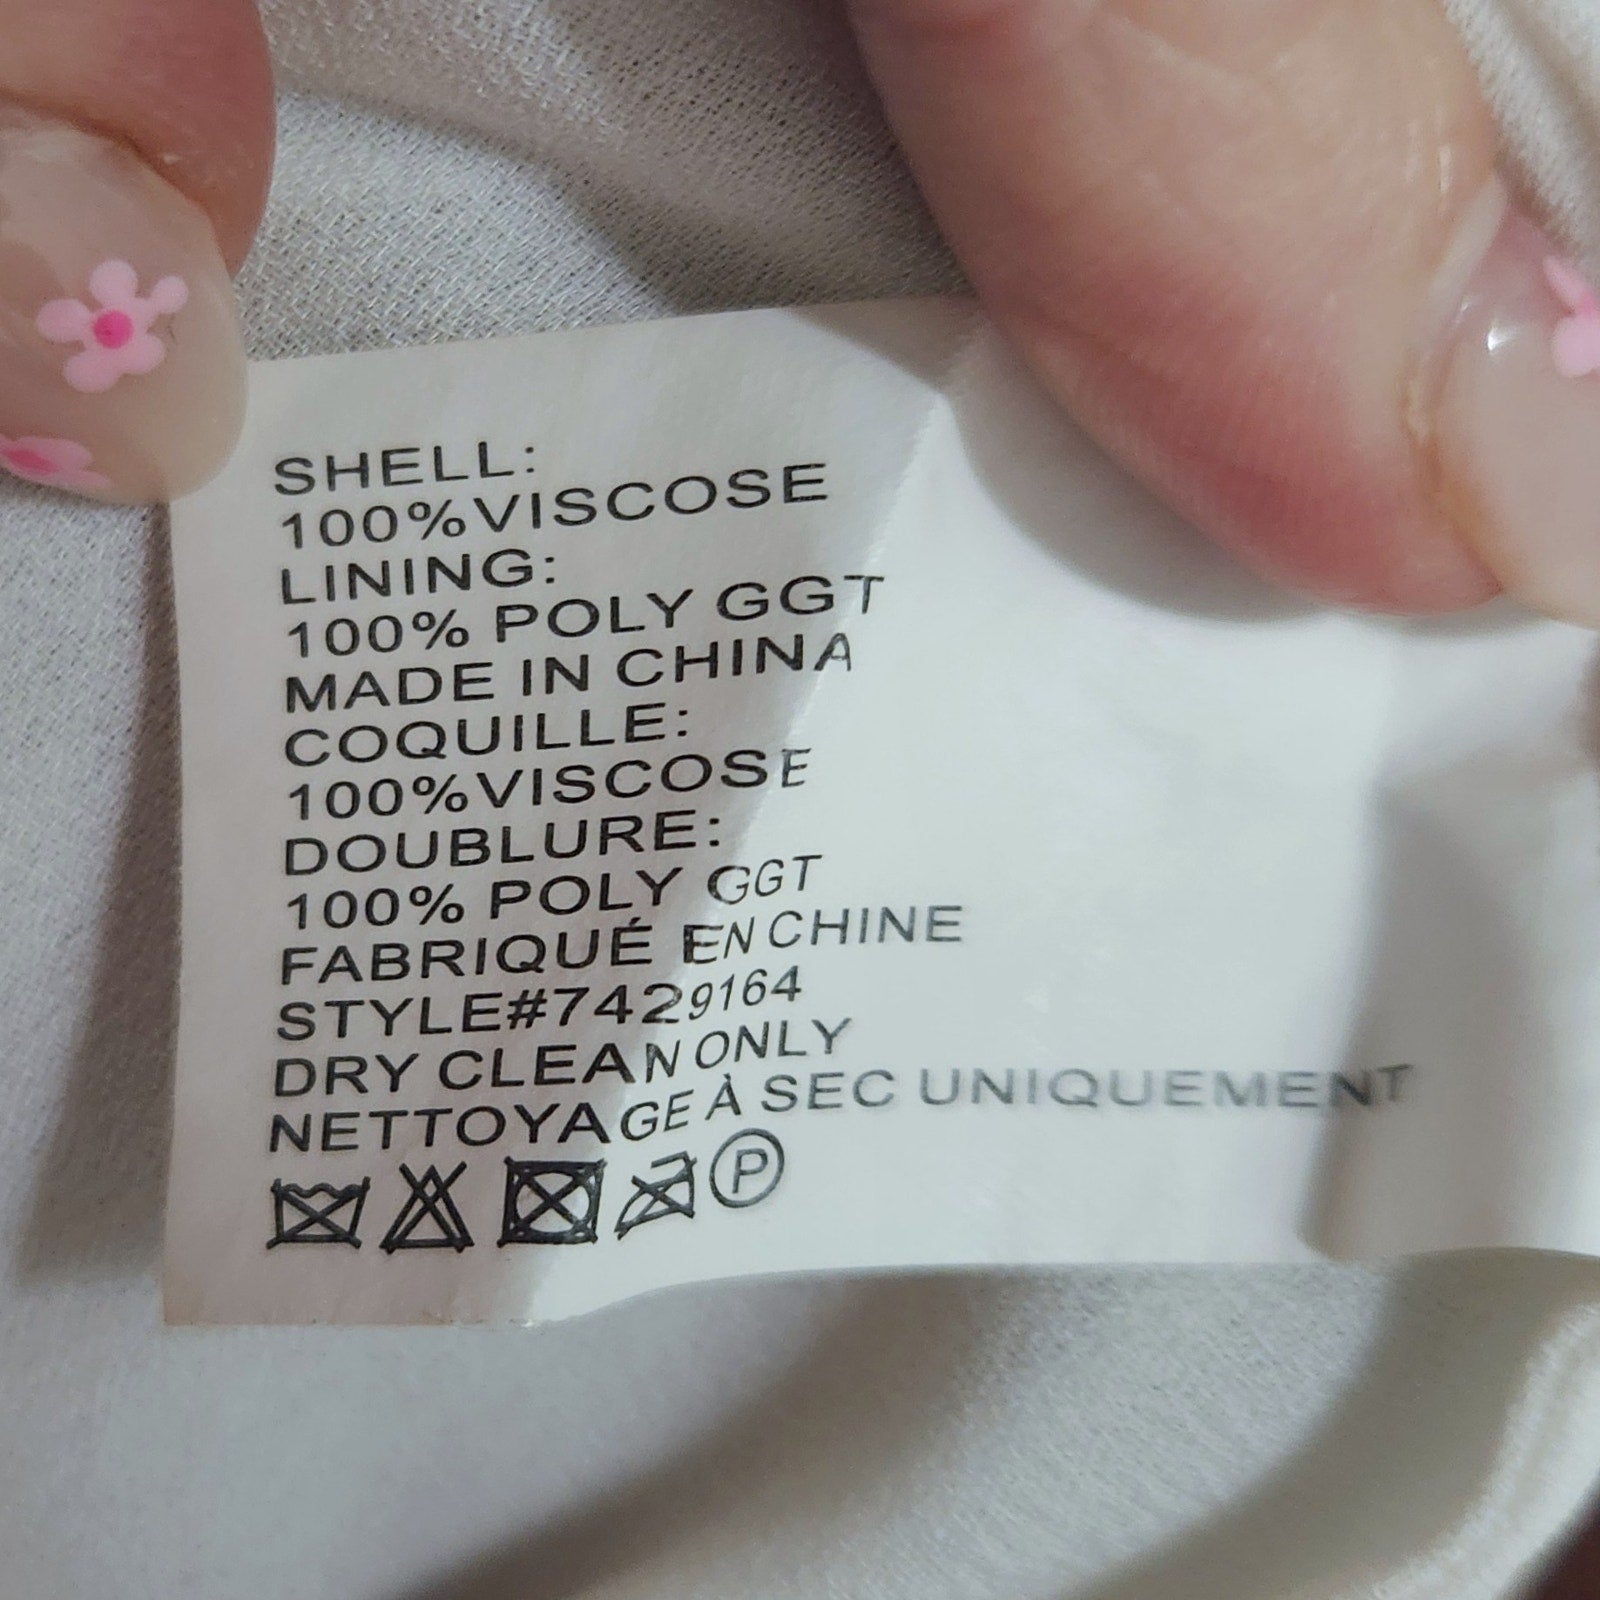 SHELL:
100%VISCOSE
LINING:
100% POLY GGT
MADE IN CHINA
COQUILLE:
100%VISCOSE
DOUBLURE:
100% POLY GGT
FABRIQUÉ EN CHINE
STYLE#7429164
DRY CLEAN ONLY
NETTOYAGE À SEC UNIQUEMENT
P